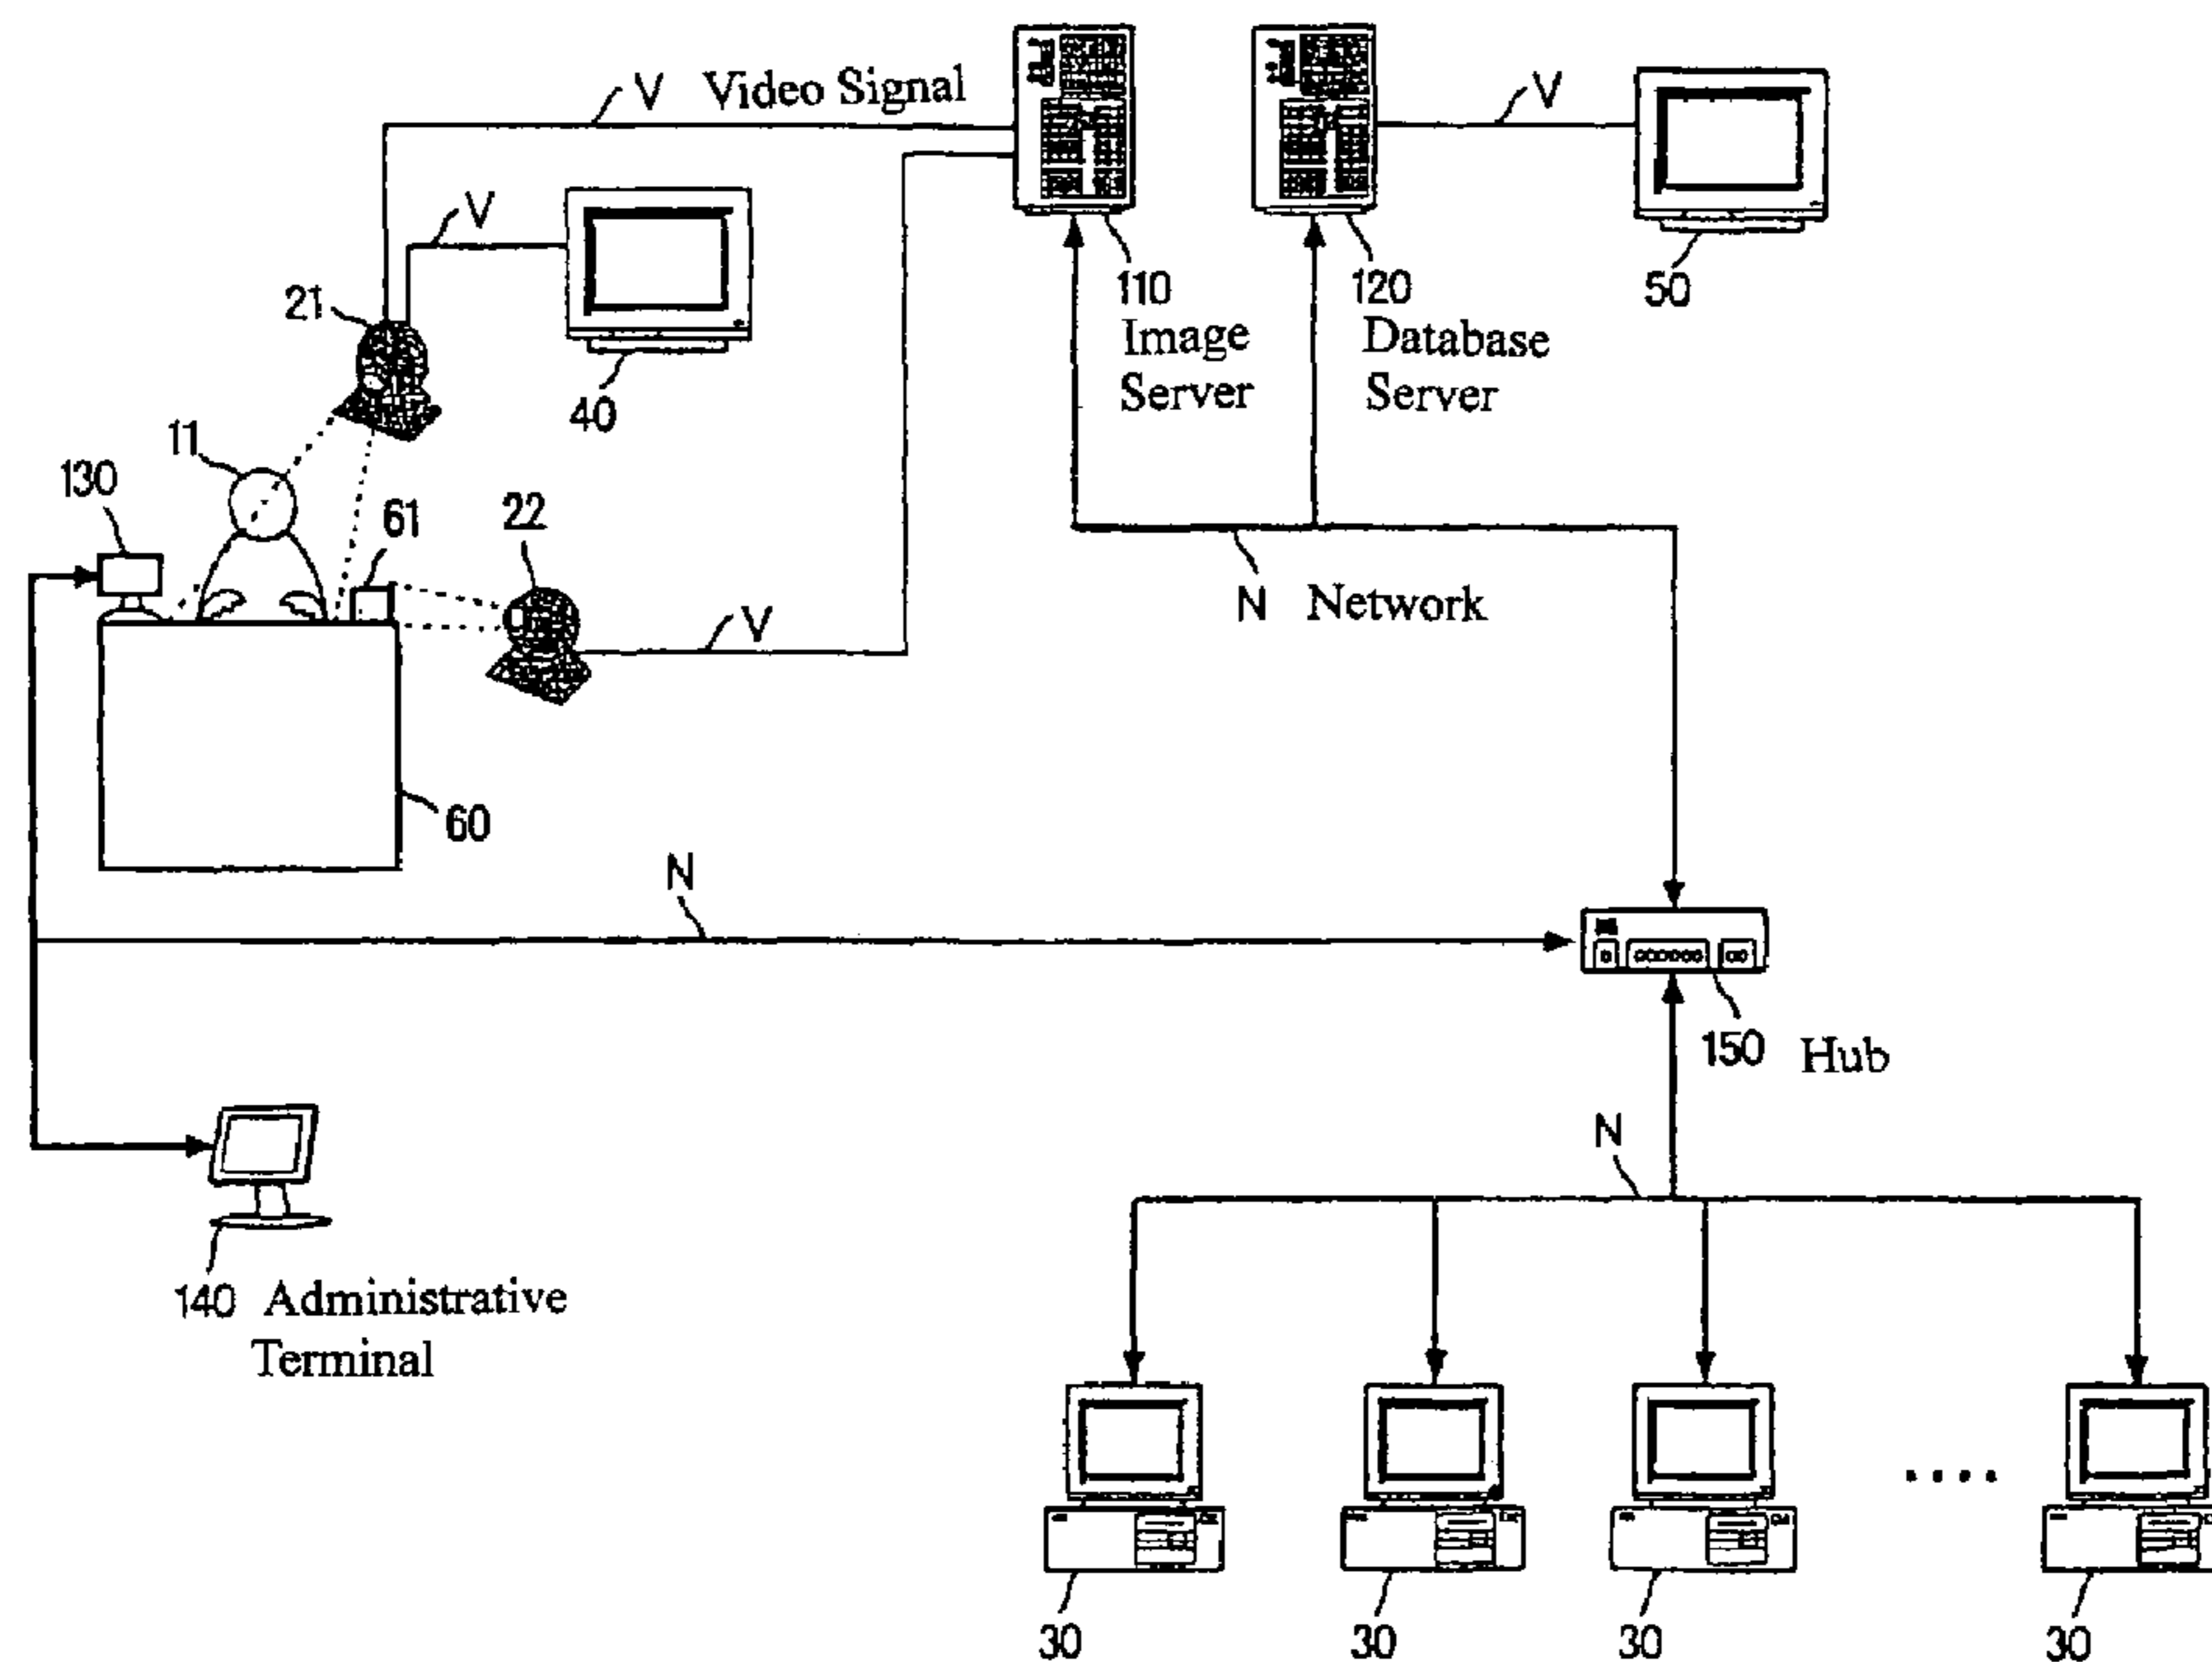 V Video Signal
V
V
21
40
110
Image
Server
120
Database
Server
50
11
130
61
22
V
N Network
60
N
150 Hub
N
140 Administrative
Terminal
30
30
30
30